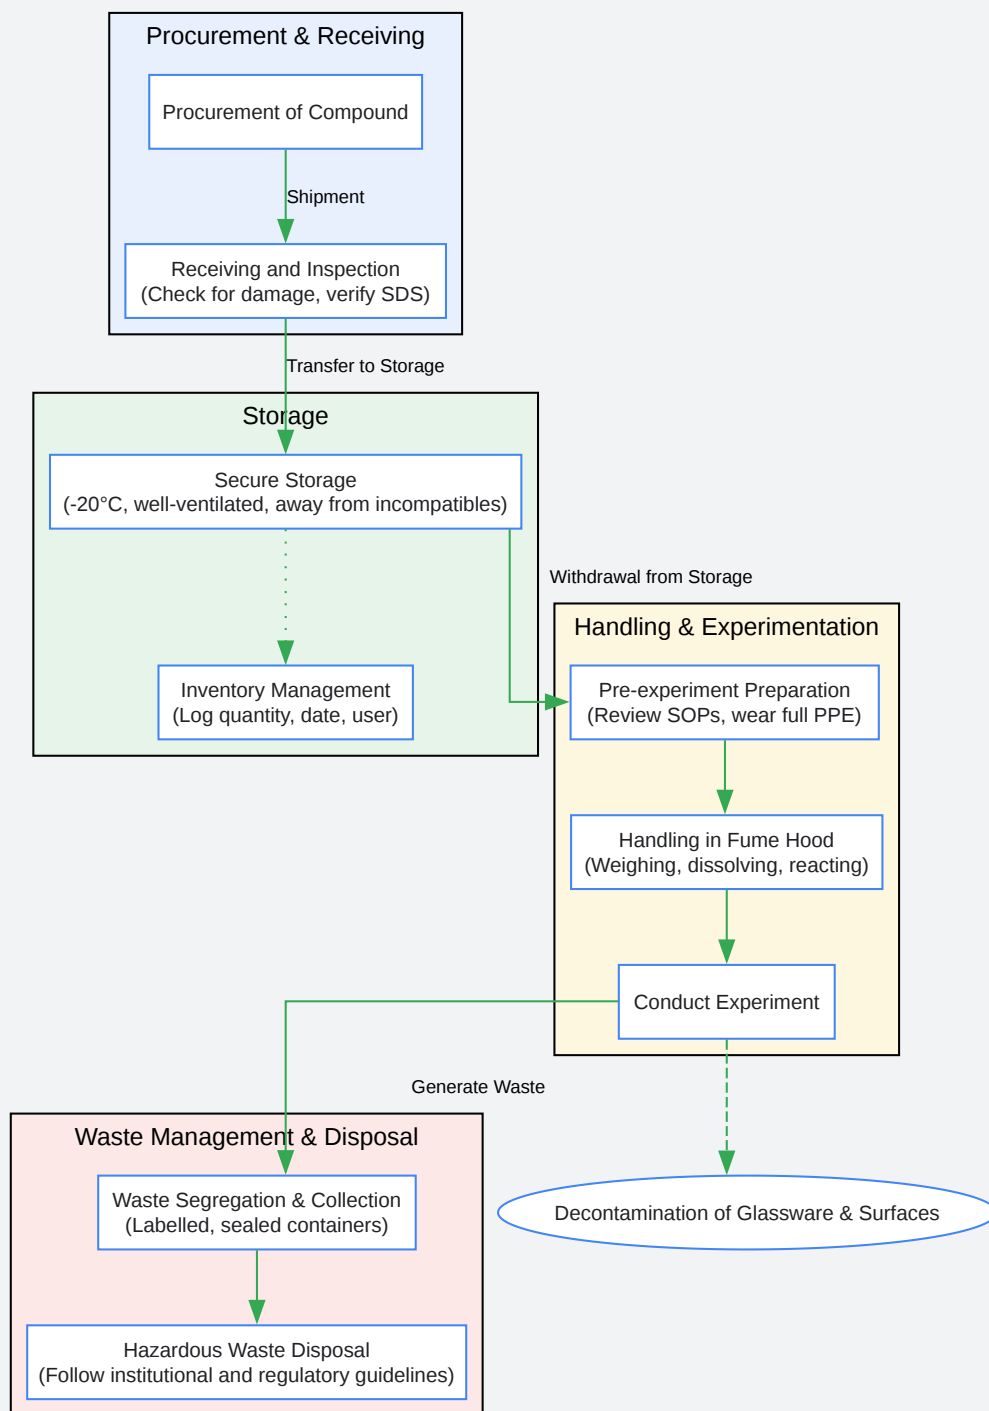 Procurement & Receiving
Procurement of Compound
Shipment
Receiving and Inspection
(Check for damage, verify SDS)
Transfer to Storage
Storage
Secure Storage
(-20°C, well-ventilated, away from incompatibles)
Withdrawal from Storage
Handling & Experimentation
Inventory Management
(Log quantity, date, user)
Pre-experiment Preparation
(Review SOPs, wear full PPE)
Handling in Fume Hood
(Weighing, dissolving, reacting)
Conduct Experiment
Generate Waste
Waste Management & Disposal
Waste Segregation & Collection
(Labelled, sealed containers)
Decontamination of Glassware & Surfaces
Hazardous Waste Disposal
(Follow institutional and regulatory guidelines)